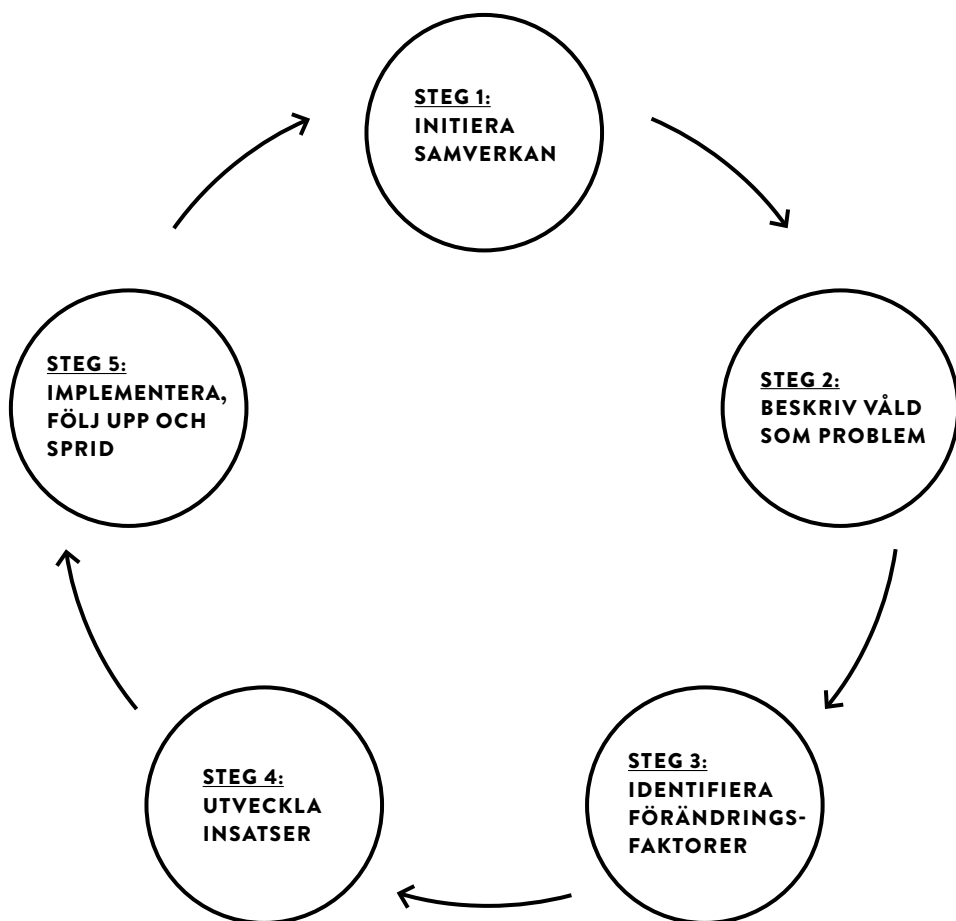 STEG 1:
INITIERA
SAMVERKAN
STEG 2:
BESKRIV VÅLD
SOM PROBLEM
STEG 3:
IDENTIFIERA
FÖRÄNDRINGS-
FAKTORER
STEG 4:
UTVECKLA
INSATSER
STEG 5:
IMPLEMENTERA,
FÖLJ UPP OCH
SPRID